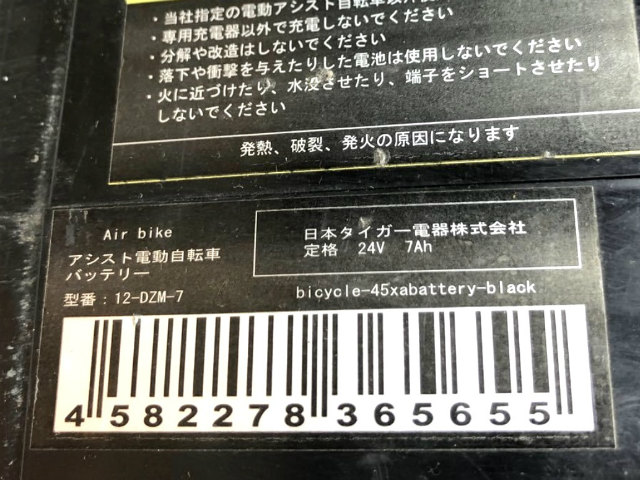 ・当社指定の電動アシスト自転車以外
・専用充電器以外で充電しないでください
・分解や改造はしないでください
・落下や衝撃を与えたりした電池は使用しないでください
・火に近づけたり、水没させたり、端子をショートさせたり
しないでください
発熱、破裂、発火の原因になります
Air bike
アシスト電動自転車
バッテリー
型番：12-DZM-7
日本タイガー電器株式会社
定格 24V 7Ah
bicycle-45xabattery-black
4582278365655